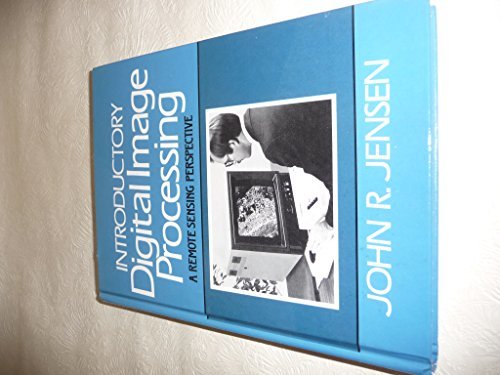 INTRODUCTORY
Digital Image
Processing
A REMOTE SENSING PERSPECTIVE
JOHN R. JENSEN